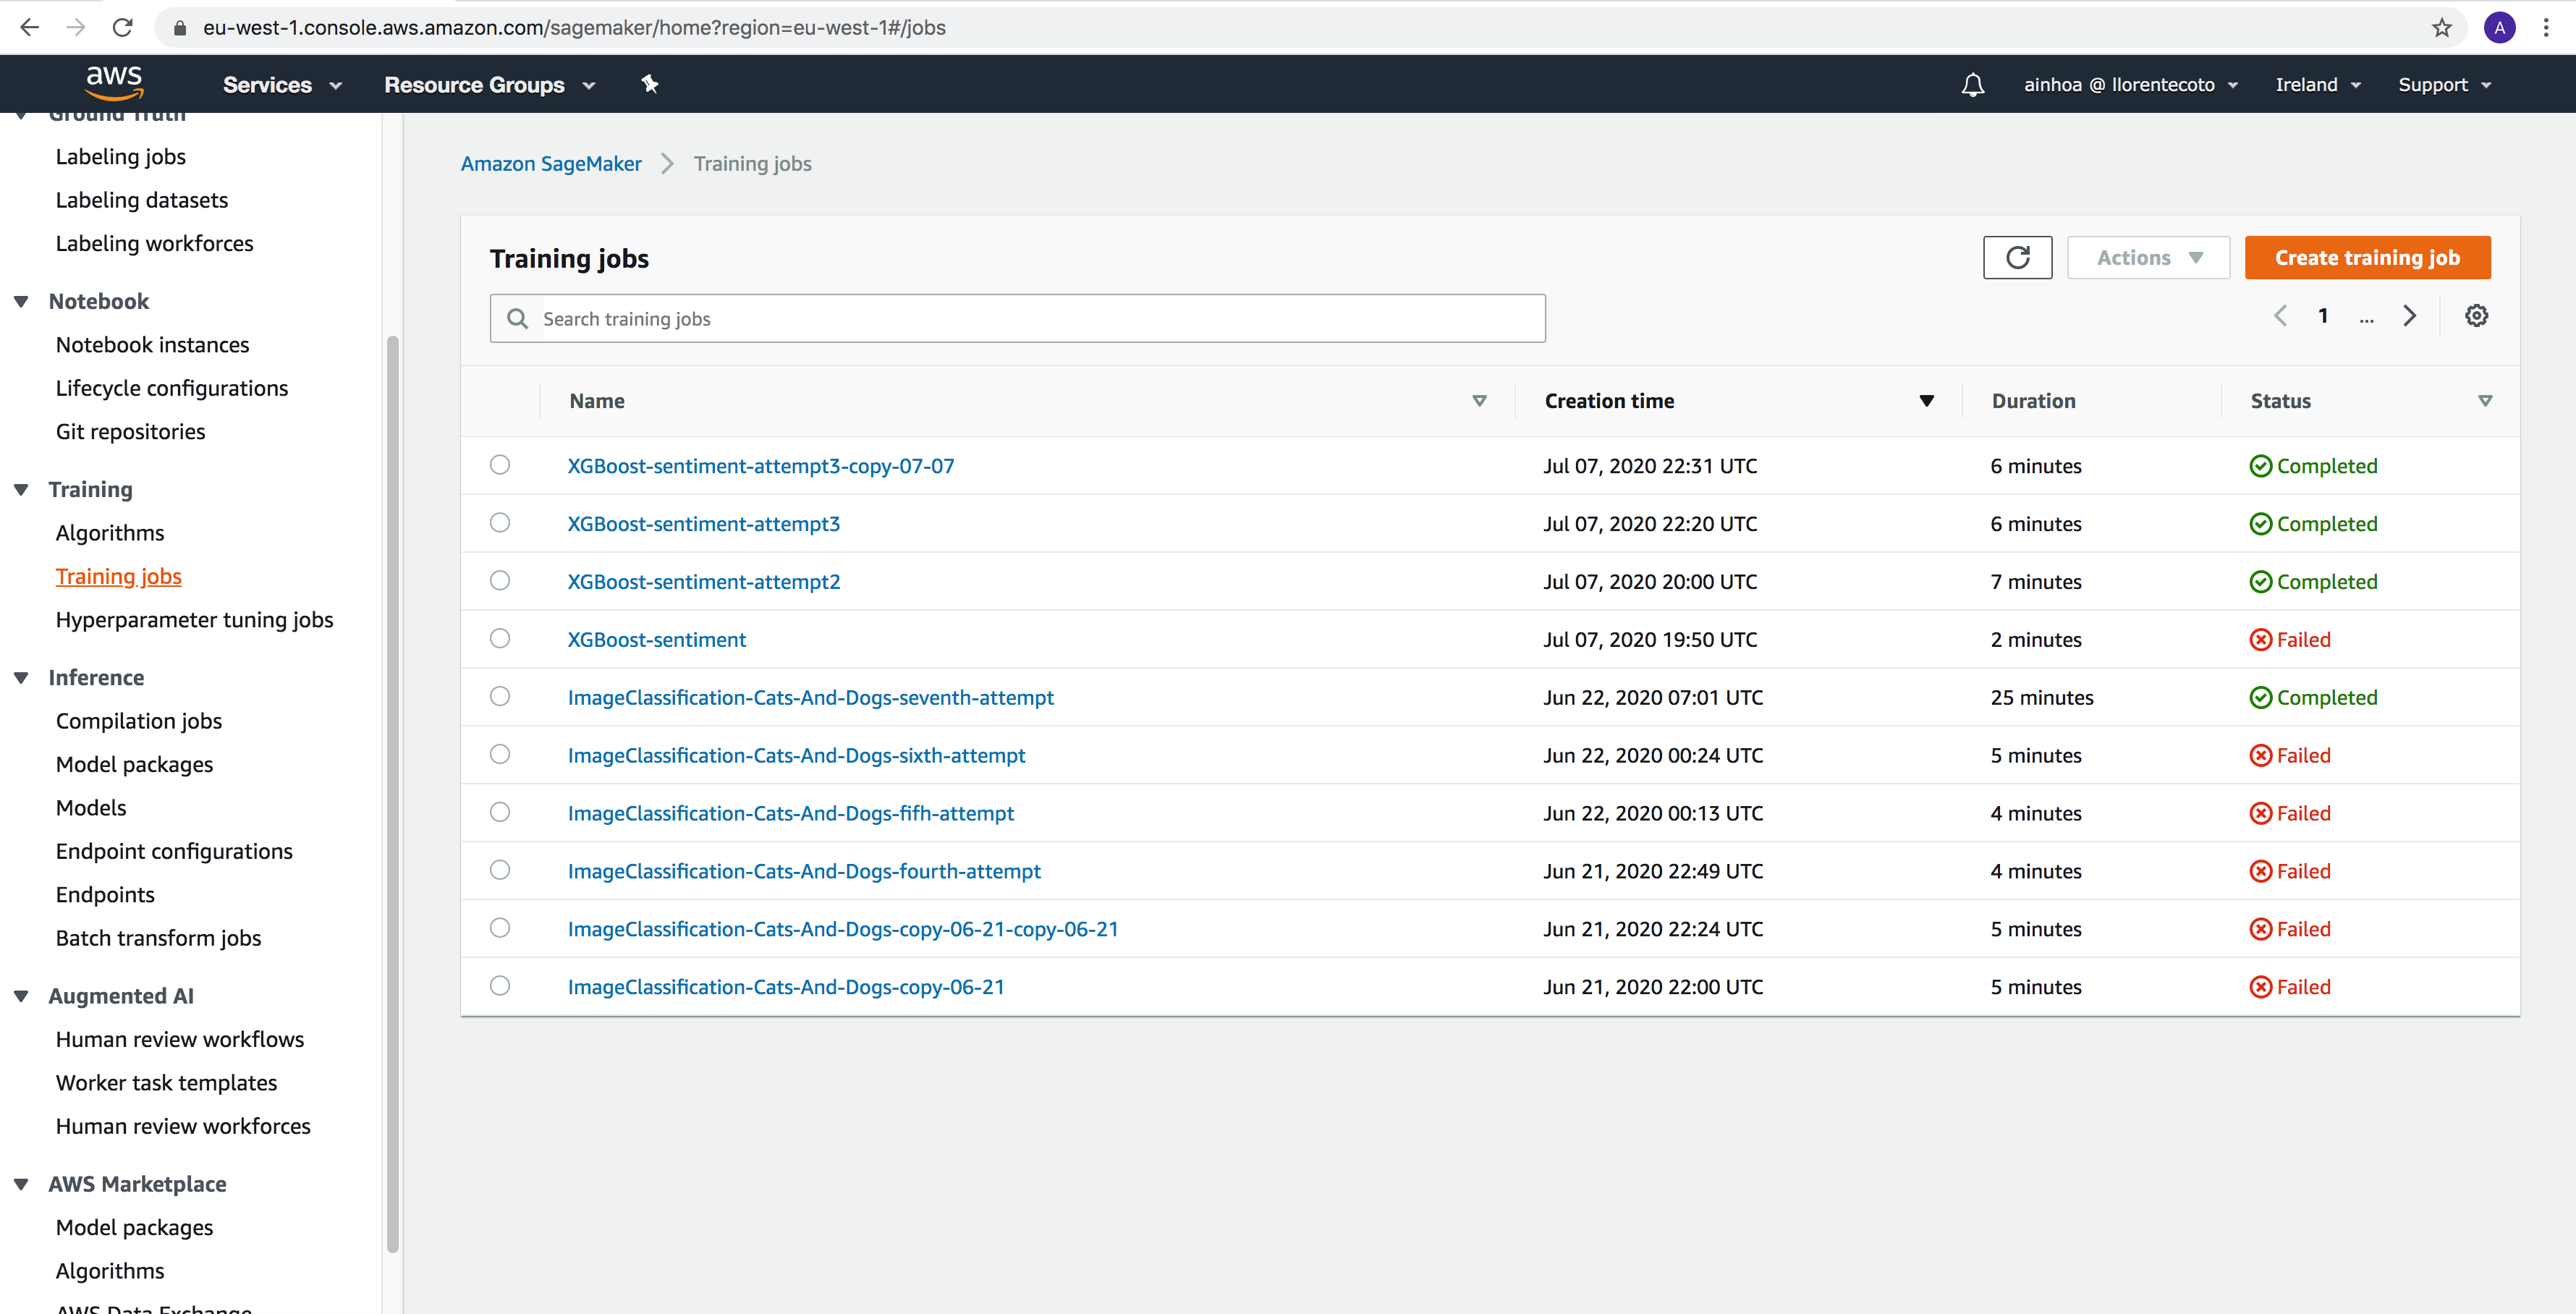 eu-west-1.console.aws.amazon.com/sagemaker/home?region=eu-west-1#/jobs
A
aws
Services
Resource Groups
ainhoa @ llorentecoto
Ireland
Support
Ground Truth
Labeling jobs
Labeling datasets
Labeling workforces
Notebook
Notebook instances
Lifecycle configurations
Git repositories
Training
Algorithms
Training jobs
Hyperparameter tuning jobs
Inference
Compilation jobs
Model packages
Models
Endpoint configurations
Endpoints
Batch transform jobs
Augmented AI
Human review workflows
Worker task templates
Human review workforces
AWS Marketplace
Model packages
Algorithms
AWS Data Exchange
Amazon SageMaker > Training jobs
Training jobs
Actions
Create training job
Search training jobs
1 ...
Name Creation time Duration Status
XGBoost-sentiment-attempt3-copy-07-07 Jul 07, 2020 22:31 UTC 6 minutes Completed
XGBoost-sentiment-attempt3 Jul 07, 2020 22:20 UTC 6 minutes Completed
XGBoost-sentiment-attempt2 Jul 07, 2020 20:00 UTC 7 minutes Completed
XGBoost-sentiment Jul 07, 2020 19:50 UTC 2 minutes Failed
ImageClassification-Cats-And-Dogs-seventh-attempt Jun 22, 2020 07:01 UTC 25 minutes Completed
ImageClassification-Cats-And-Dogs-sixth-attempt Jun 22, 2020 00:24 UTC 5 minutes Failed
ImageClassification-Cats-And-Dogs-fifh-attempt Jun 22, 2020 00:13 UTC 4 minutes Failed
ImageClassification-Cats-And-Dogs-fourth-attempt Jun 21, 2020 22:49 UTC 4 minutes Failed
ImageClassification-Cats-And-Dogs-copy-06-21-copy-06-21 Jun 21, 2020 22:24 UTC 5 minutes Failed
ImageClassification-Cats-And-Dogs-copy-06-21 Jun 21, 2020 22:00 UTC 5 minutes Failed